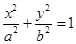 x²/a² + y²/b² = 1